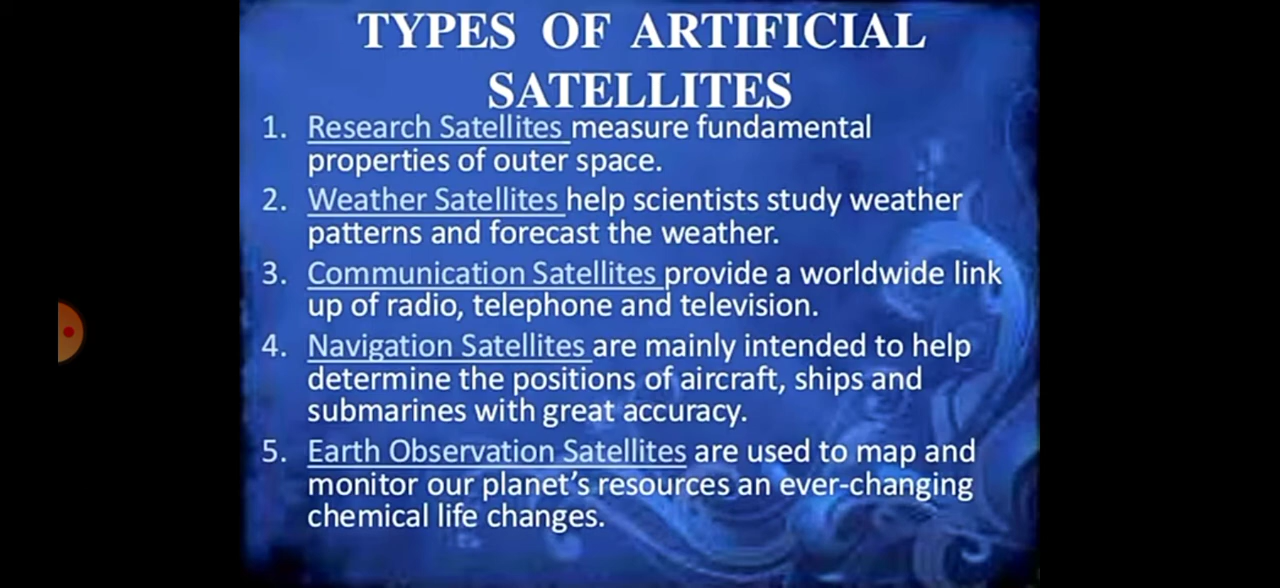 TYPES OF ARTIFICIAL
SATELLITES
1. Research Satellites measure fundamental
properties of outer space.
2. Weather Satellites help scientists study weather
patterns and forecast the weather.
3. Communication Satellites provide a worldwide link
up of radio, telephone and television.
4. Navigation Satellites are mainly intended to help
determine the positions of aircraft, ships and
submarines with great accuracy.
5. Earth Observation Satellites are used to map and
monitor our planet's resources an ever-changing
chemical life changes.